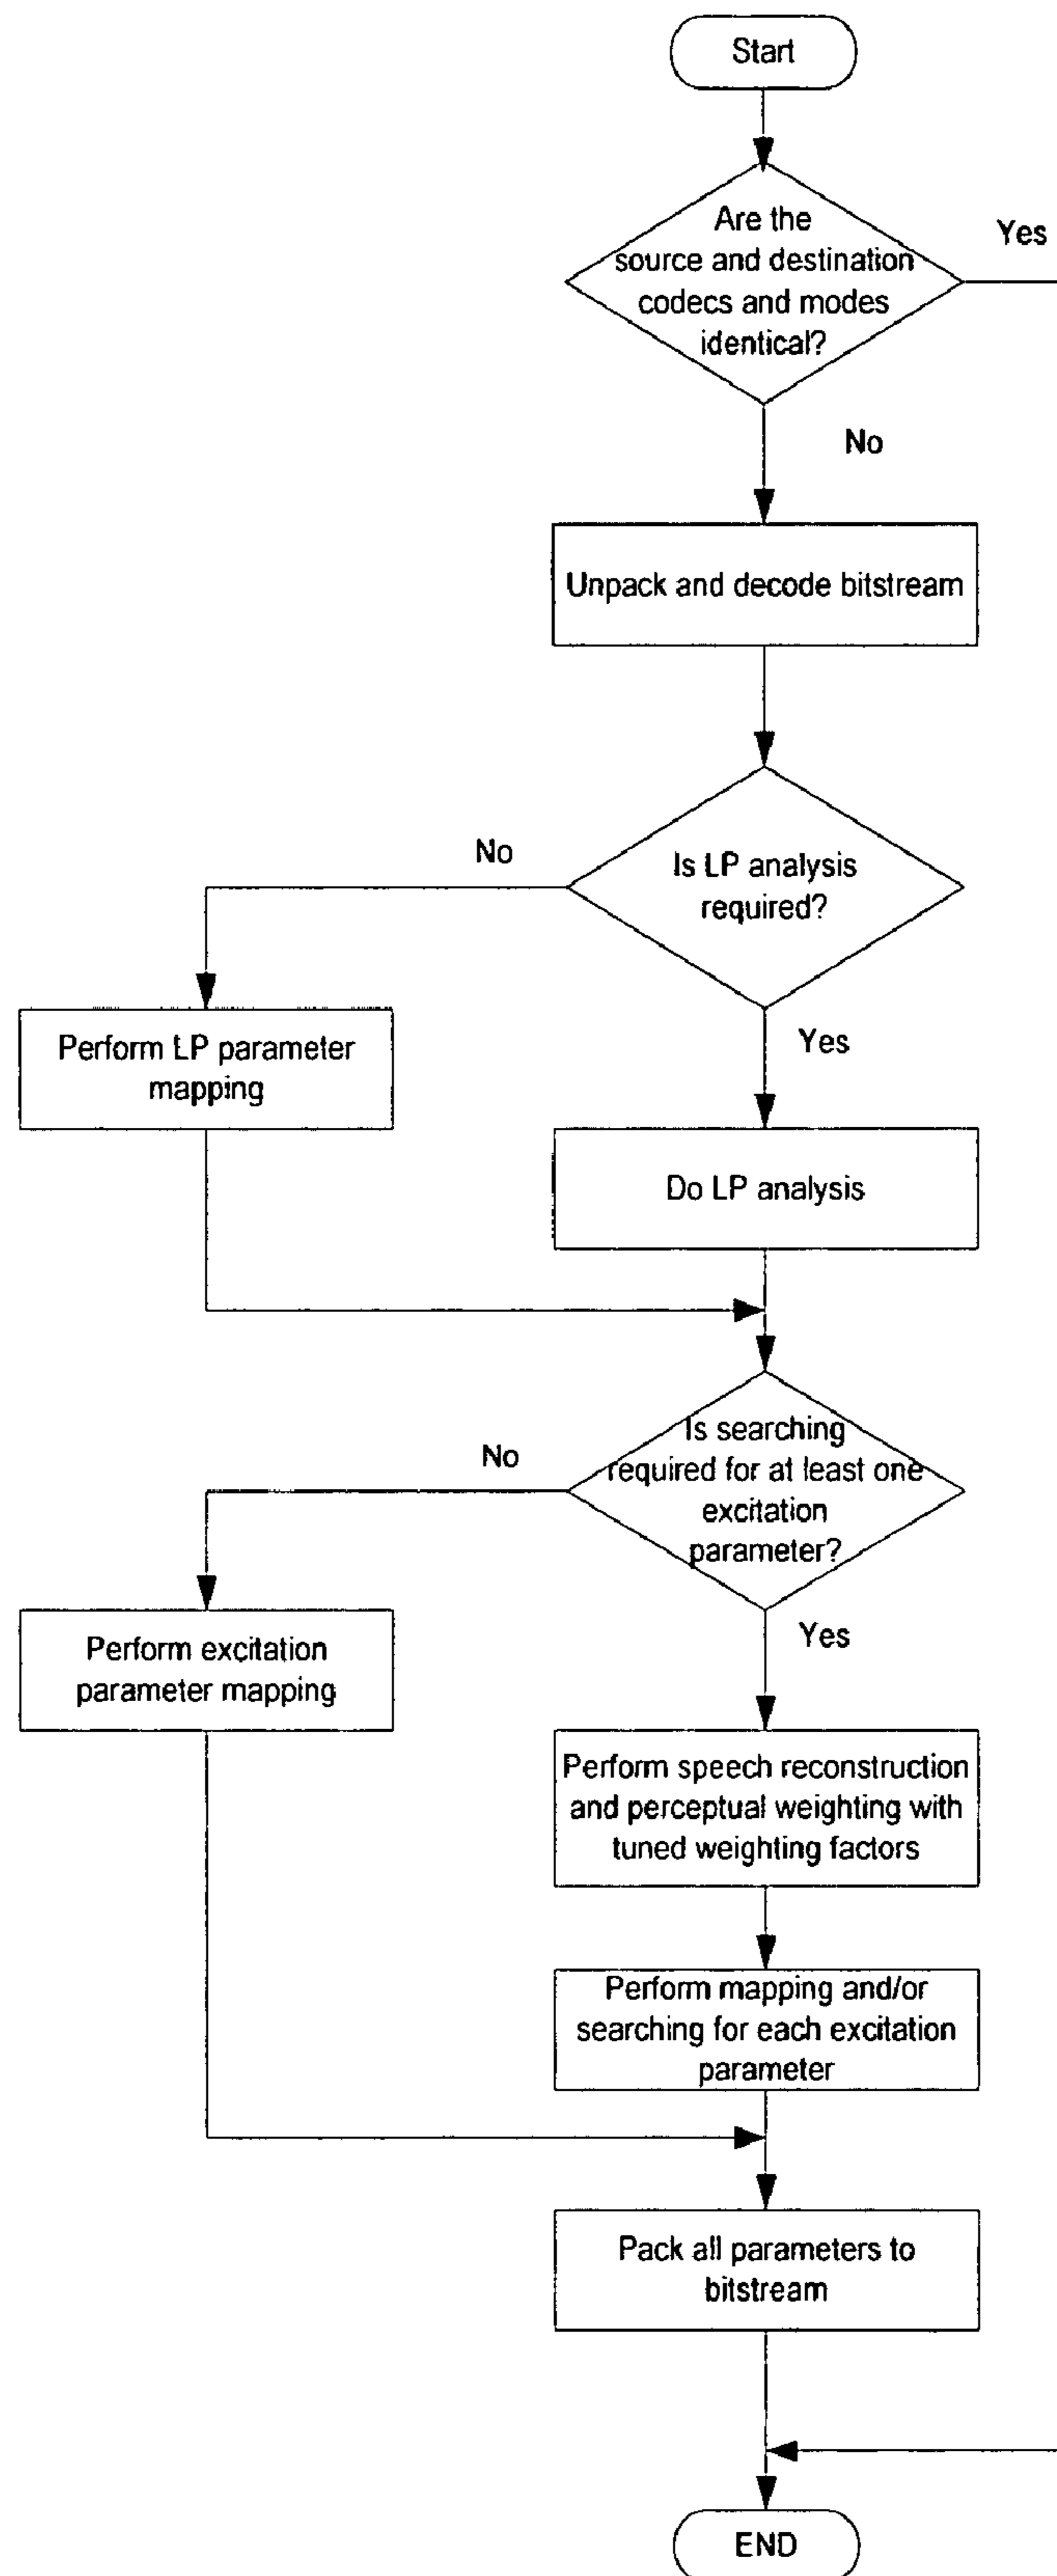 Start
Are the
source and destination
codecs and modes
identical?
Yes
No
Unpack and decode bitstream
Is LP analysis
required?
No
Yes
Perform LP parameter
mapping
Do LP analysis
Is searching
required for at least one
excitation
parameter?
No
Yes
Perform excitation
parameter mapping
Perform speech reconstruction
and perceptual weighting with
tuned weighting factors
Perform mapping and/or
searching for each excitation
parameter
Pack all parameters to
bitstream
END